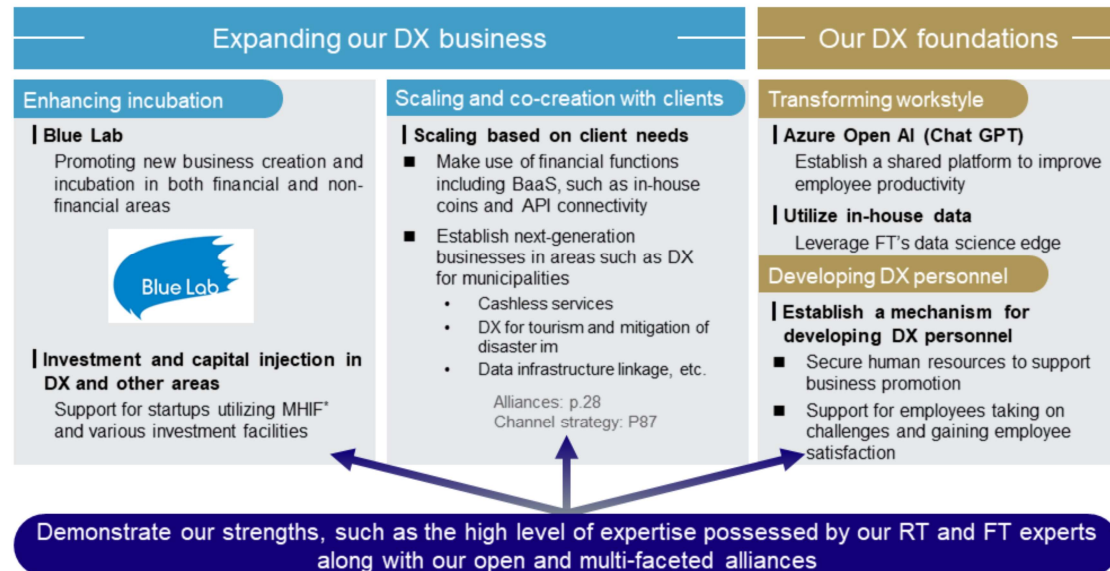 Expanding our DX business
Our DX foundations
Enhancing incubation
Blue Lab
Promoting new business creation and
incubation in both financial and non-
financial areas
Blue Lab
Investment and capital injection in
DX and other areas
Support for startups utilizing MHIF*
and various investment facilities
Scaling and co-creation with clients
Scaling based on client needs
■ Make use of financial functions
including BaaS, such as in-house
coins and API connectivity
■ Establish next-generation
businesses in areas such as DX
for municipalities
• Cashless services
• DX for tourism and mitigation of
disaster im
• Data infrastructure linkage, etc.
Alliances: p.28
Channel strategy: P87
Transforming workstyle
Azure Open AI (Chat GPT)
Establish a shared platform to improve
employee productivity
Utilize in-house data
Leverage FT's data science edge
Developing DX personnel
Establish a mechanism for
developing DX personnel
■ Secure human resources to support
business promotion
■ Support for employees taking on
challenges and gaining employee
satisfaction
Demonstrate our strengths, such as the high level of expertise possessed by our RT and FT experts
along with our open and multi-faceted alliances